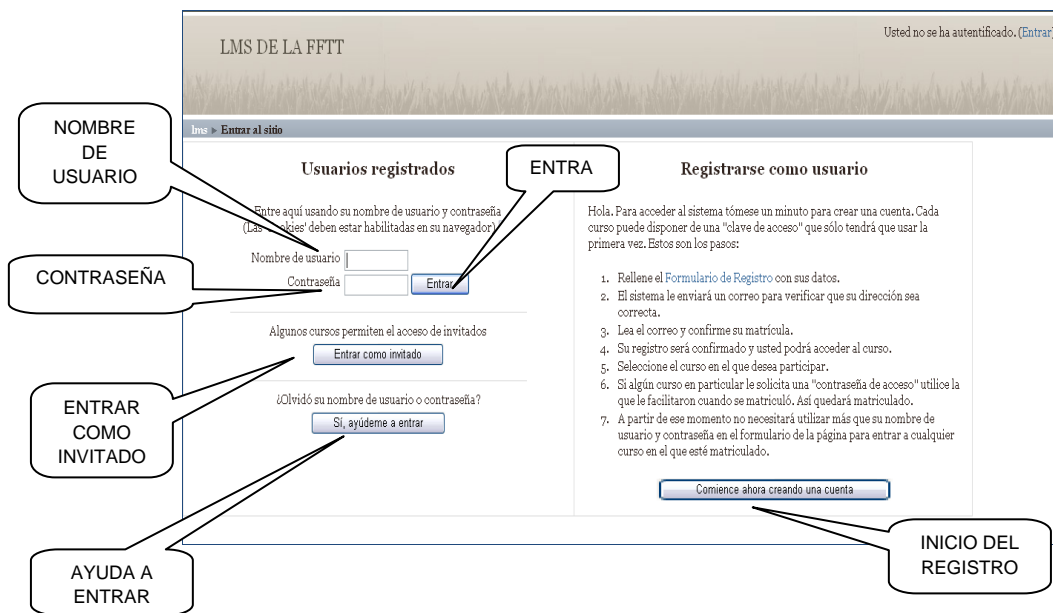 LMS DE LA FFTT
Usted no se ha autentificado. (Entrar)
lms ► Entrar al sitio
NOMBRE
DE
USUARIO
CONTRASEÑA
ENTRAR
COMO
INVITADO
AYUDA A
ENTRAR
ENTRA
Usuarios registrados
Entre aquí usando su nombre de usuario y contraseña
(Las 'Cookies' deben estar habilitadas en su navegador)
Nombre de usuario
Contraseña
Entrar
Algunos cursos permiten el acceso de invitados
Entrar como invitado
¿Olvidó su nombre de usuario o contraseña?
Sí, ayúdeme a entrar
Registrarse como usuario
Hola. Para acceder al sistema tómese un minuto para crear una cuenta. Cada
curso puede disponer de una "clave de acceso" que sólo tendrá que usar la
primera vez. Estos son los pasos:
1. Rellene el Formulario de Registro con sus datos.
2. El sistema le enviará un correo para verificar que su dirección sea
correcta.
3. Lea el correo y confirme su matrícula.
4. Su registro será confirmado y usted podrá acceder al curso.
5. Seleccione el curso en el que desea participar.
6. Si algún curso en particular le solicita una "contraseña de acceso" utilice la
que le facilitaron cuando se matriculó. Así quedará matriculado.
7. A partir de ese momento no necesitará utilizar más que su nombre de
usuario y contraseña en el formulario de la página para entrar a cualquier
curso en el que esté matriculado.
Comience ahora creando una cuenta
INICIO DEL
REGISTRO